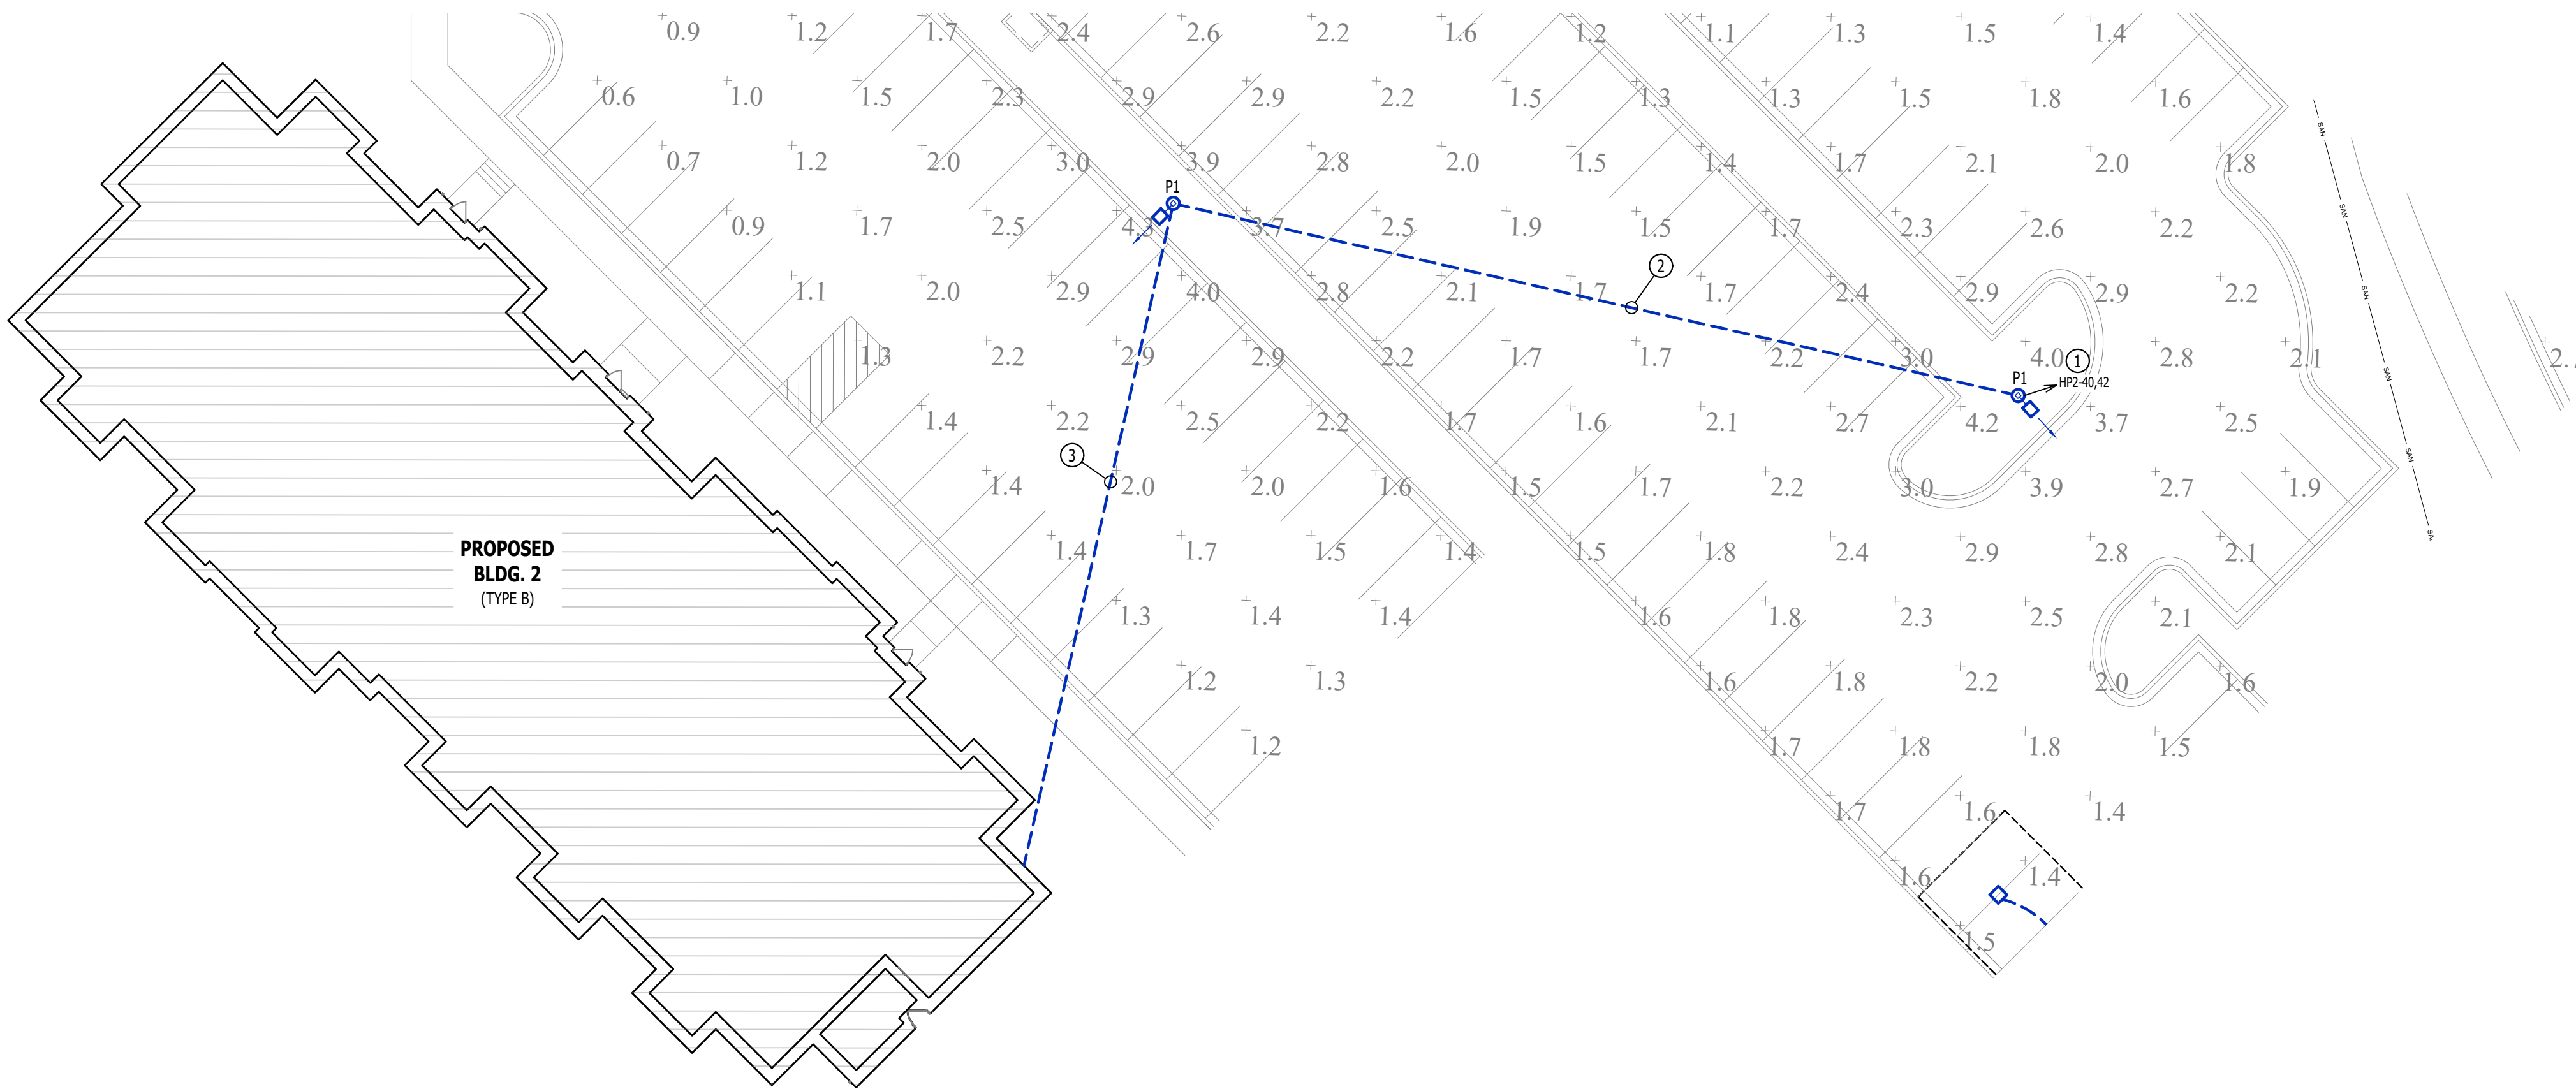 0.9 1.2 1.7 2.4 2.6 2.2 1.6 1.2 1.1 1.3 1.5 1.4
0.6 1.0 1.5 2.3 2.9 2.9 2.2 1.5 1.3 1.3 1.5 1.8 1.6
SAN
0.7 1.2 2.0 3.0 3.9 2.8 2.0 1.5 1.4 1.7 2.1 2.0 1.8
P1
SAN
0.9 1.7 2.5 4.3 3.7 2.5 1.9 1.5 1.7 2.3 2.6 2.2
2
1.1 2.0 2.9 4.0 2.8 2.1 1.7 1.7 2.4 2.9 2.9 2.2
SAN
1.3 2.2 2.9 2.9 2.2 1.7 1.7 2.2 3.0 4.0 2.8 2.1
1
SAN
P1
HP2-40,42
1.4 2.2 2.5 2.2 1.7 1.6 2.1 2.7 4.2 3.7 2.5
3
SAN
1.4 2.0 2.0 1.6 1.5 1.7 2.2 3.0 3.9 2.7 1.9
1.4 1.7 1.5 1.4 1.5 1.8 2.4 2.9 2.8 2.1
PROPOSED
BLDG. 2
(TYPE B)
1.3 1.4 1.4 1.6 1.8 2.3 2.5 2.1
1.2 1.3 1.6 1.8 2.2 2.0 1.6
1.2 1.7 1.8 1.8 1.5
1.7 1.6 1.4
1.6 1.4
1.5